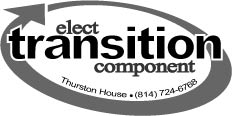 elect
transition
component
Thurston House • (814) 724-6768